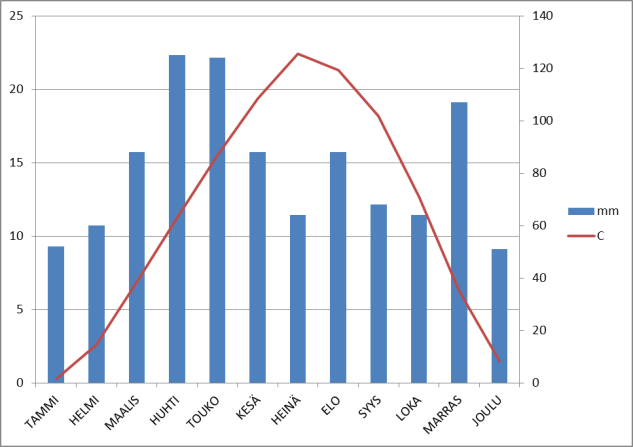 25
20
15
10
5
0
140
120
100
80
60
40
20
0
TAMMI
HELMI
MAALIS
HUHTI
TOUKO
KESÄ
HEINÄ
ELO
SYYS
LOKA
MARRAS
JOULU
mm
C